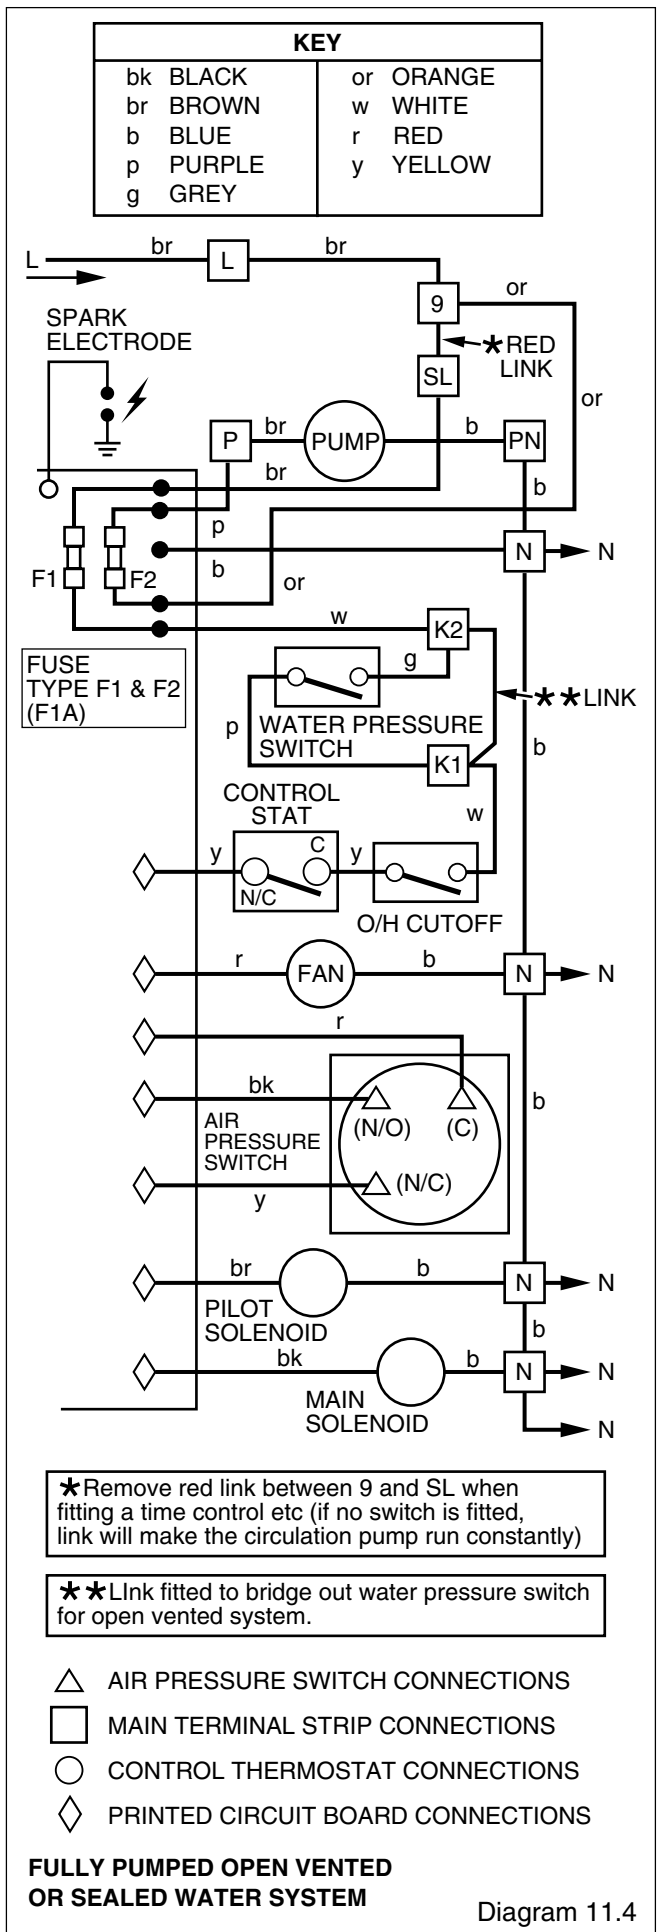 KEY
bk BLACK
br BROWN
b BLUE
p PURPLE
g GREY
or ORANGE
w WHITE
r RED
y YELLOW
L br L br
9 or
SPARK
ELECTRODE
★RED
LINK
SL
or
P br PUMP b PN
br
b
p
N N
b
F1 F2
or
w K2
FUSE
TYPE F1 & F2
(F1A)
g
★★LINK
p
WATER PRESSURE
SWITCH
b
K1
CONTROL
STAT
w
y C y
N/C
O/H CUTOFF
r FAN b N N
r
bk
b
(N/O) (C)
AIR
PRESSURE
SWITCH
(N/C)
y
br b N N
PILOT
SOLENOID
b
bk b N N
MAIN
SOLENOID
N
★Remove red link between 9 and SL when
fitting a time control etc (if no switch is fitted,
link will make the circulation pump run constantly)
★★LInk fitted to bridge out water pressure switch
for open vented system.
AIR PRESSURE SWITCH CONNECTIONS
MAIN TERMINAL STRIP CONNECTIONS
CONTROL THERMOSTAT CONNECTIONS
PRINTED CIRCUIT BOARD CONNECTIONS
FULLY PUMPED OPEN VENTED
OR SEALED WATER SYSTEM
Diagram 11.4